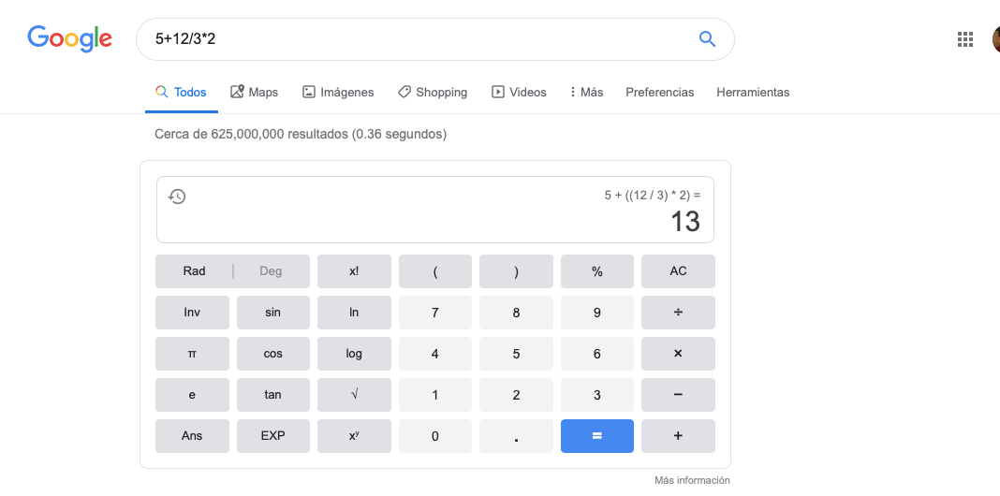 Google 5+12/3*2
Todos Maps Imágenes Shopping Videos Más Preferencias Herramientas
Cerca de 625,000,000 resultados (0.36 segundos)
5 + ((12 / 3) * 2) =
13
Rad | Deg x! ( ) % AC
Inv sin ln 7 8 9 ÷
π cos log 4 5 6 ×
e tan √ 1 2 3 −
Ans EXP xʸ 0 . = +
Más información